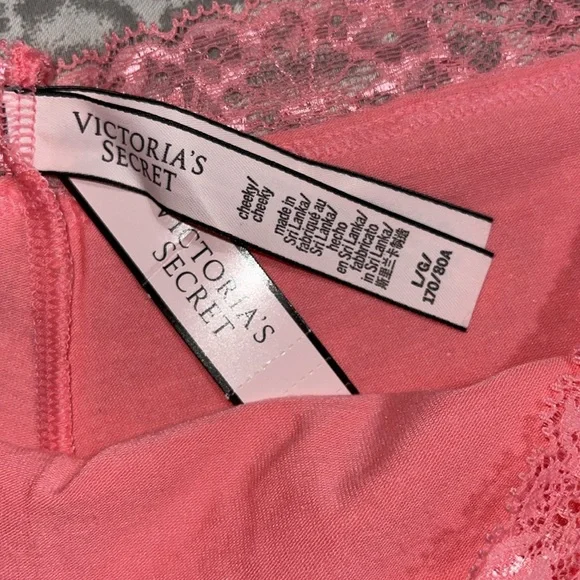 VICTORIA'S
SECRET
cheeky/
cheeky
made in
Sri Lanka/
fabriqué au
Sri Lanka/
hecho
en Sri Lanka/
fabbricato
in Sri Lanka/
斯里兰卡制造
L/G/
170/80A
VICTORIA'S
SECRET